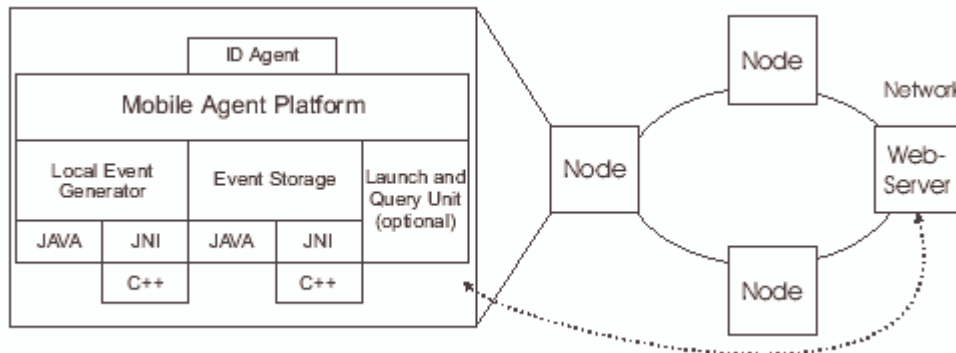 ID Agent
Mobile Agent Platform
Local Event
Generator
Event Storage
Launch and
Query Unit
(optional)
JAVA
JNI
JAVA
JNI
C++
C++
Node
Node
Node
Network
Web-
Server